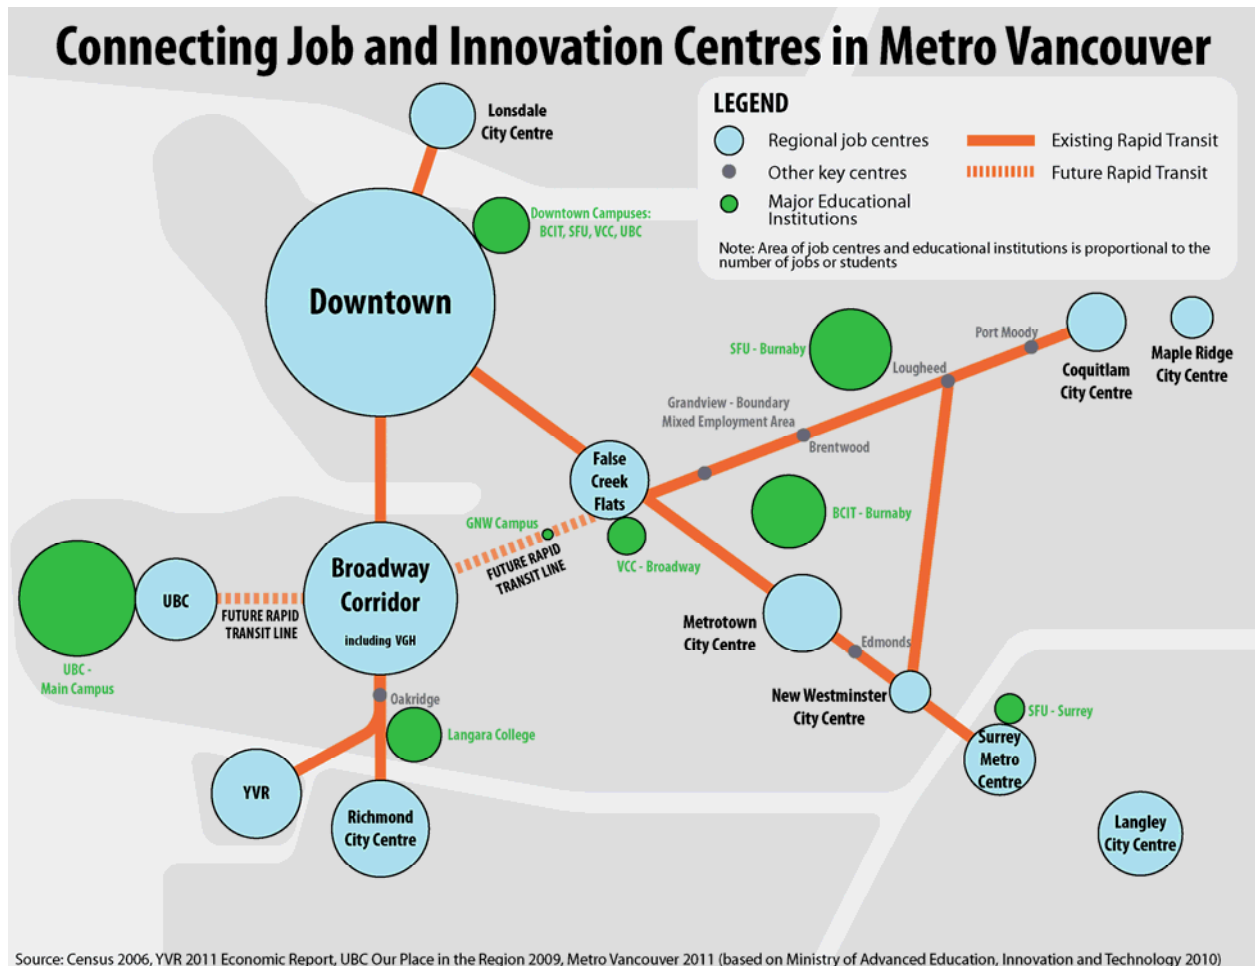 Connecting Job and Innovation Centres in Metro Vancouver
LEGEND
Regional job centres
Existing Rapid Transit
Other key centres
Future Rapid Transit
Major Educational
Institutions
Note: Area of job centres and educational institutions is proportional to the
number of jobs or students
Lonsdale
City Centre
Downtown Campuses:
BCIT, SFU, VCC, UBC
Downtown
SFU - Burnaby
Port Moody
Lougheed
Coquitlam
City Centre
Maple Ridge
City Centre
Grandview - Boundary
Mixed Employment Area
Brentwood
False
Creek
Flats
GNW Campus
FUTURE RAPID
TRANSIT LINE
VCC - Broadway
BCIT - Burnaby
Broadway
Corridor
including VGH
UBC
FUTURE RAPID
TRANSIT LINE
UBC -
Main Campus
Metrotown
City Centre
Edmonds
New Westminster
City Centre
Oakridge
Langara College
SFU - Surrey
Surrey
Metro
Centre
YVR
Richmond
City Centre
Langley
City Centre
Source: Census 2006, YVR 2011 Economic Report, UBC Our Place in the Region 2009, Metro Vancouver 2011 (based on Ministry of Advanced Education, Innovation and Technology 2010)